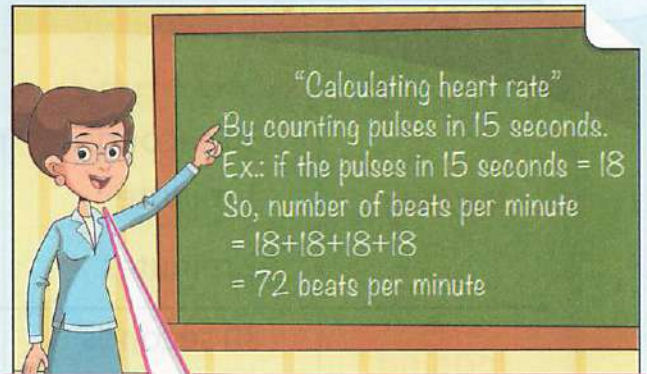 "Calculating heart rate"
By counting pulses in 15 seconds.
Ex.: if the pulses in 15 seconds = 18
So, number of beats per minute
= 18+18+18+18
= 72 beats per minute